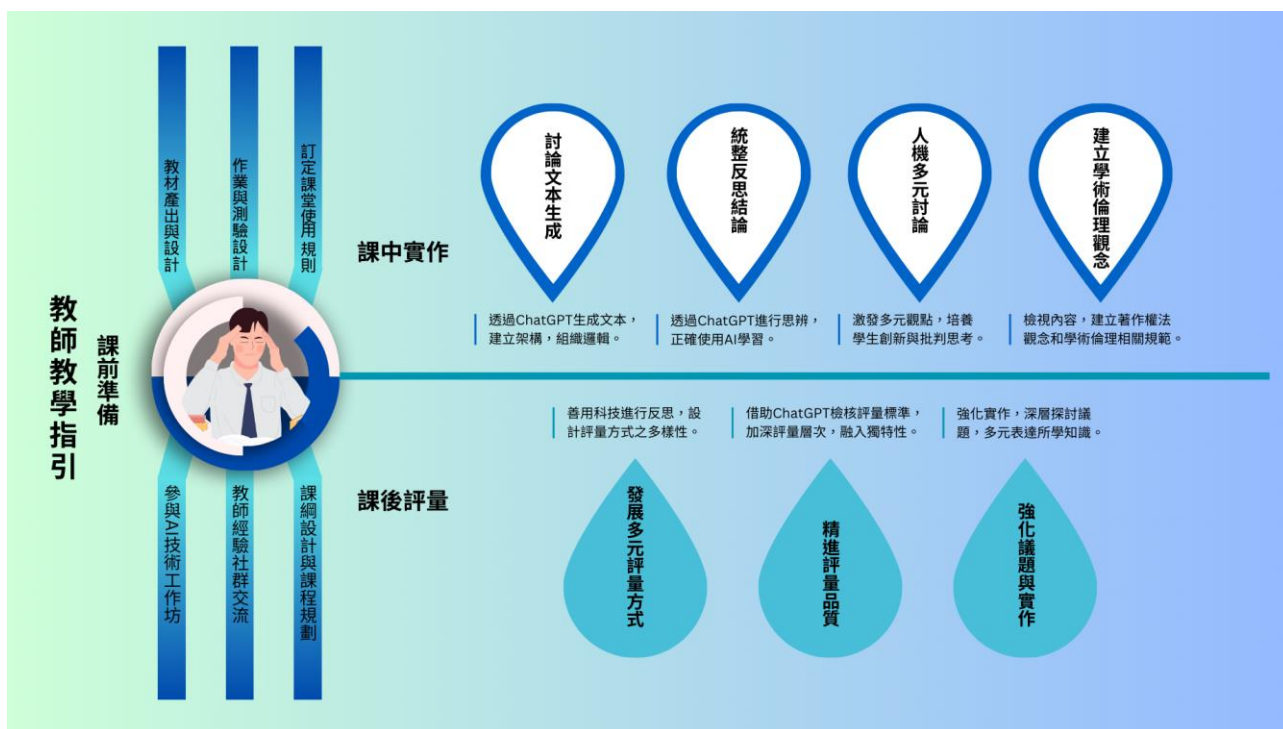 教師教學指引
課前準備
教材產出與設計
作業與測驗設計
訂定課堂使用規則
參與AI技術工作坊
教師經驗社群交流
課綱設計與課程規劃
課中實作
討論文本生成
透過ChatGPT生成文本，
建立架構，組織邏輯。
統整反思結論
透過ChatGPT進行思辨，
正確使用AI學習。
人機多元討論
激發多元觀點，培養
學生創新與批判思考。
建立學術倫理觀念
檢視內容，建立著作權法
觀念和學術倫理相關規範。
課後評量
善用科技進行反思，設
計評量方式之多樣性。
發展多元評量方式
借助ChatGPT檢核評量標準，
加深評量層次，融入獨特性。
精進評量品質
強化實作，深層探討議
題，多元表達所學知識。
強化議題與實作